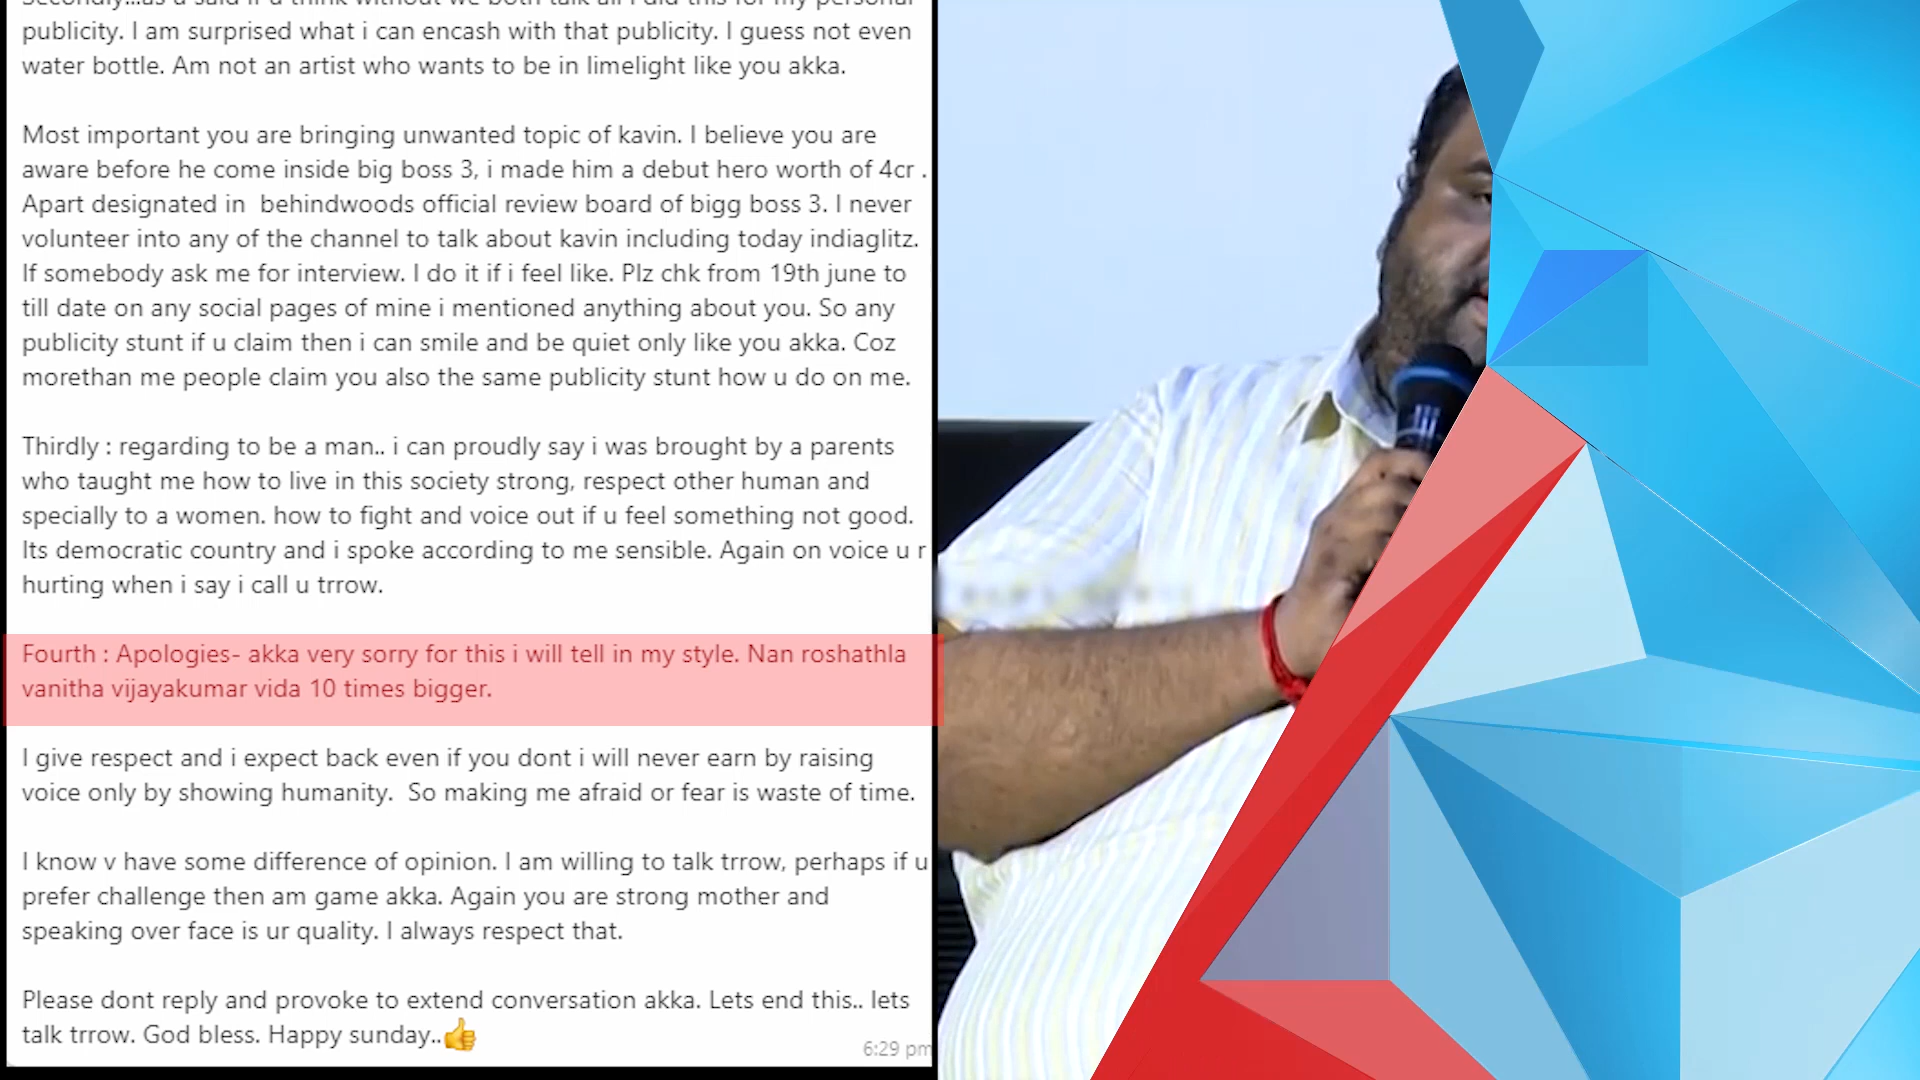 publicity. I am surprised what i can encash with that publicity. I guess not even
water bottle. Am not an artist who wants to be in limelight like you akka.
Most important you are bringing unwanted topic of kavin. I believe you are
aware before he come inside big boss 3, i made him a debut hero worth of 4cr .
Apart designated in  behindwoods official review board of bigg boss 3. I never
volunteer into any of the channel to talk about kavin including today indiaglitz.
If somebody ask me for interview. I do it if i feel like. Plz chk from 19th june to
till date on any social pages of mine i mentioned anything about you. So any
publicity stunt if u claim then i can smile and be quiet only like you akka. Coz
morethan me people claim you also the same publicity stunt how u do on me.
Thirdly : regarding to be a man.. i can proudly say i was brought by a parents
who taught me how to live in this society strong, respect other human and
specially to a women. how to fight and voice out if u feel something not good.
Its democratic country and i spoke according to me sensible. Again on voice u r
hurting when i say i call u trrow.
Fourth : Apologies- akka very sorry for this i will tell in my style. Nan roshathla
vanitha vijayakumar vida 10 times bigger.
I give respect and i expect back even if you dont i will never earn by raising
voice only by showing humanity.  So making me afraid or fear is waste of time.
I know v have some difference of opinion. I am willing to talk trrow, perhaps if u
prefer challenge then am game akka. Again you are strong mother and
speaking over face is ur quality. I always respect that.
Please dont reply and provoke to extend conversation akka. Lets end this.. lets
talk trrow. God bless. Happy sunday..👍
6:29 pm